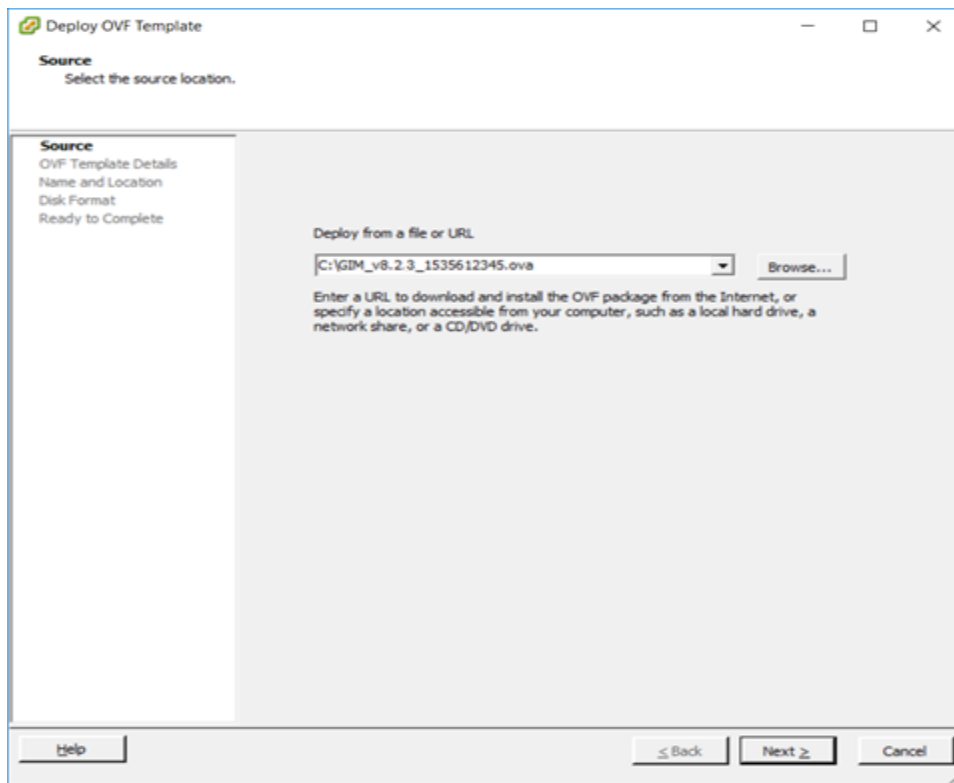 Deploy OVF Template
Source
Select the source location.
Source
OVF Template Details
Name and Location
Disk Format
Ready to Complete
Deploy from a file or URL
C:\GIM_v8.2.3_1535612345.ova
Browse...
Enter a URL to download and install the OVF package from the Internet, or
specify a location accessible from your computer, such as a local hard drive, a
network share, or a CD/DVD drive.
Help
< Back
Next >
Cancel